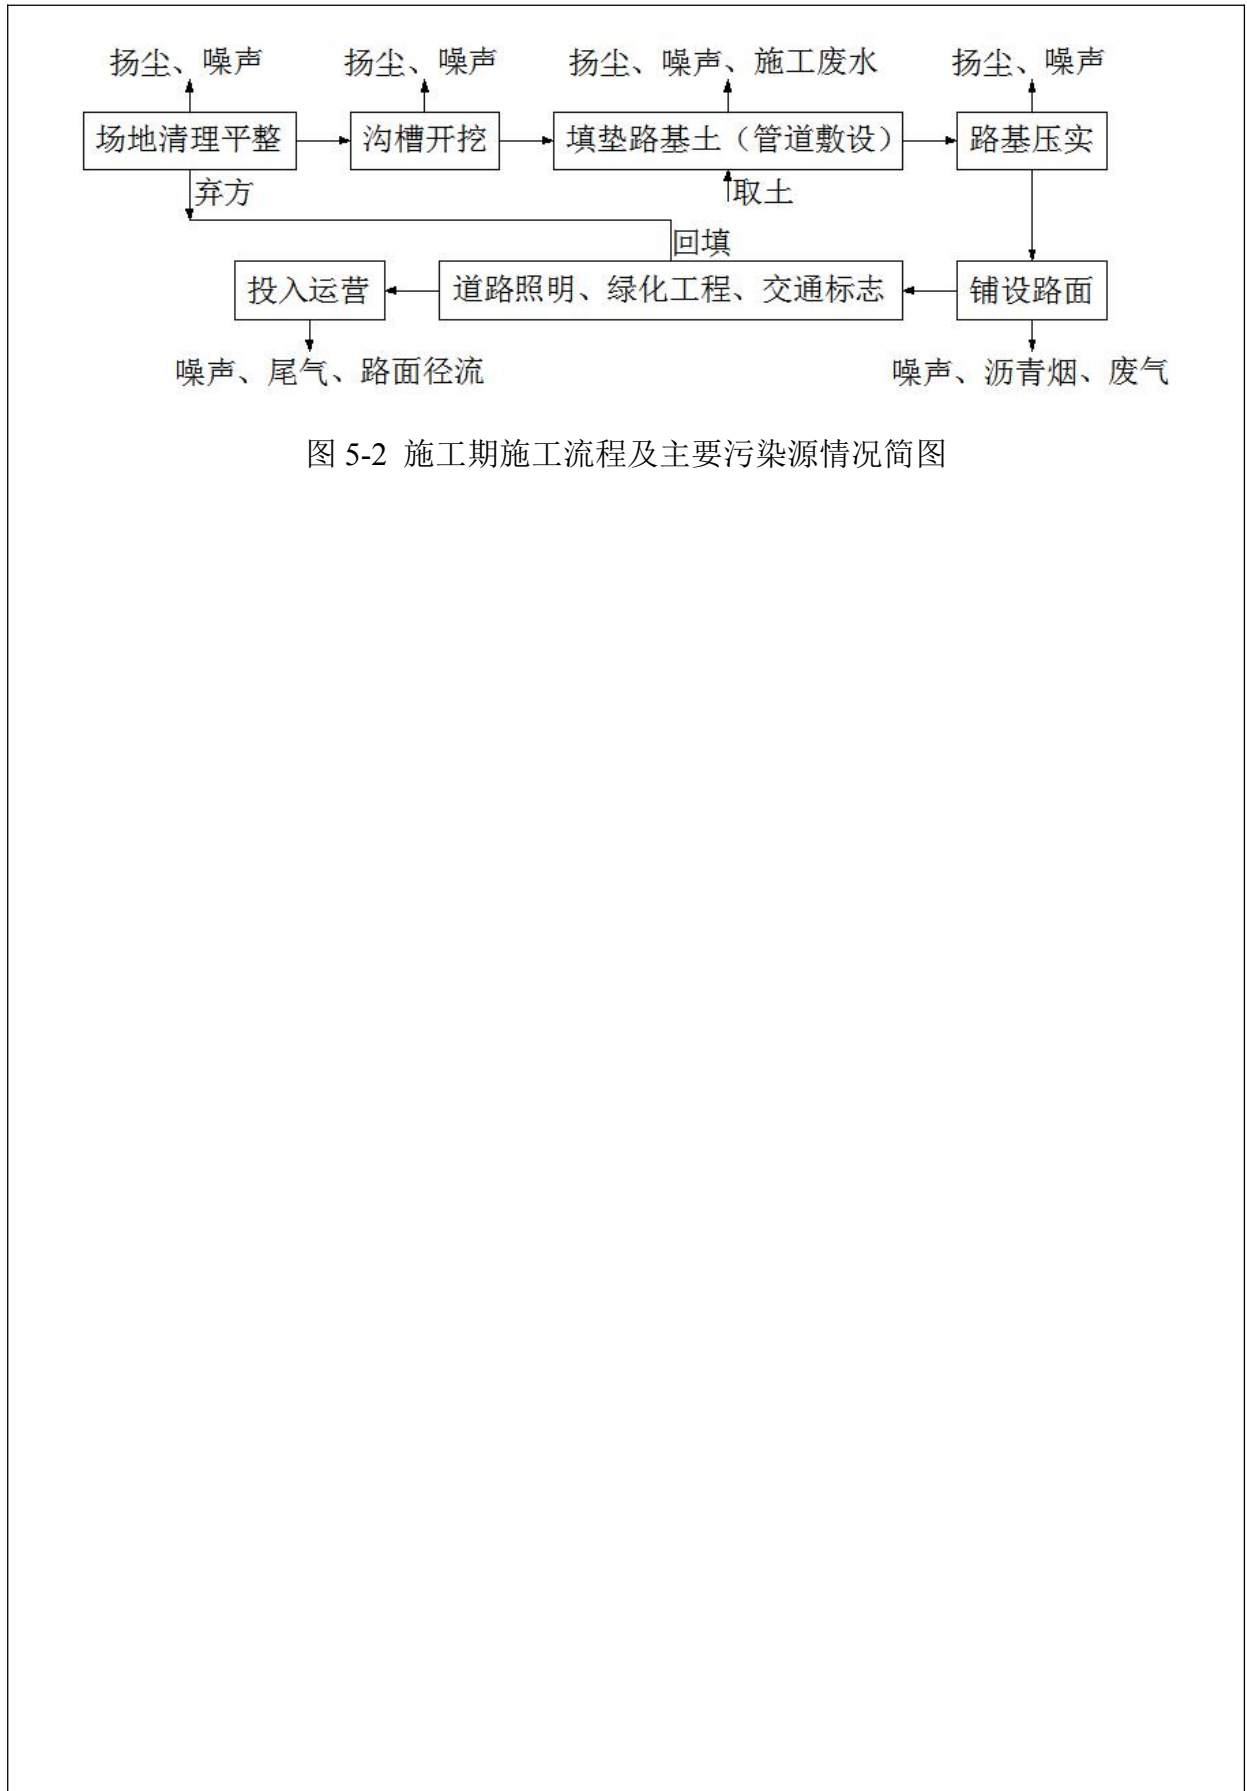 扬尘、噪声 扬尘、噪声 扬尘、噪声、施工废水 扬尘、噪声
场地清理平整 沟槽开挖 填垫路基土（管道敷设） 路基压实
弃方 取土
回填
投入运营 道路照明、绿化工程、交通标志 铺设路面
噪声、尾气、路面径流 噪声、沥青烟、废气
图 5-2 施工期施工流程及主要污染源情况简图